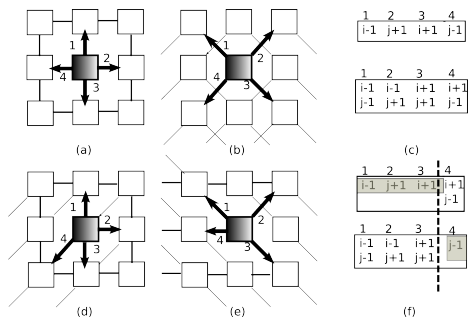 1 2 3 4
1 2 3 4
1 2 3 4
i-1 j+1 i+1 j-1
1 2 3 4
i-1 i-1 i+1 i+1
j-1 j+1 j+1 j-1
(a) (b) (c)
1 2 3 4
1 2 3 4
1 2 3 4
i-1 j+1 i+1 i+1
j-1
1 2 3 4
i-1 i-1 i+1 j-1
j-1 j+1 j+1
(d) (e) (f)